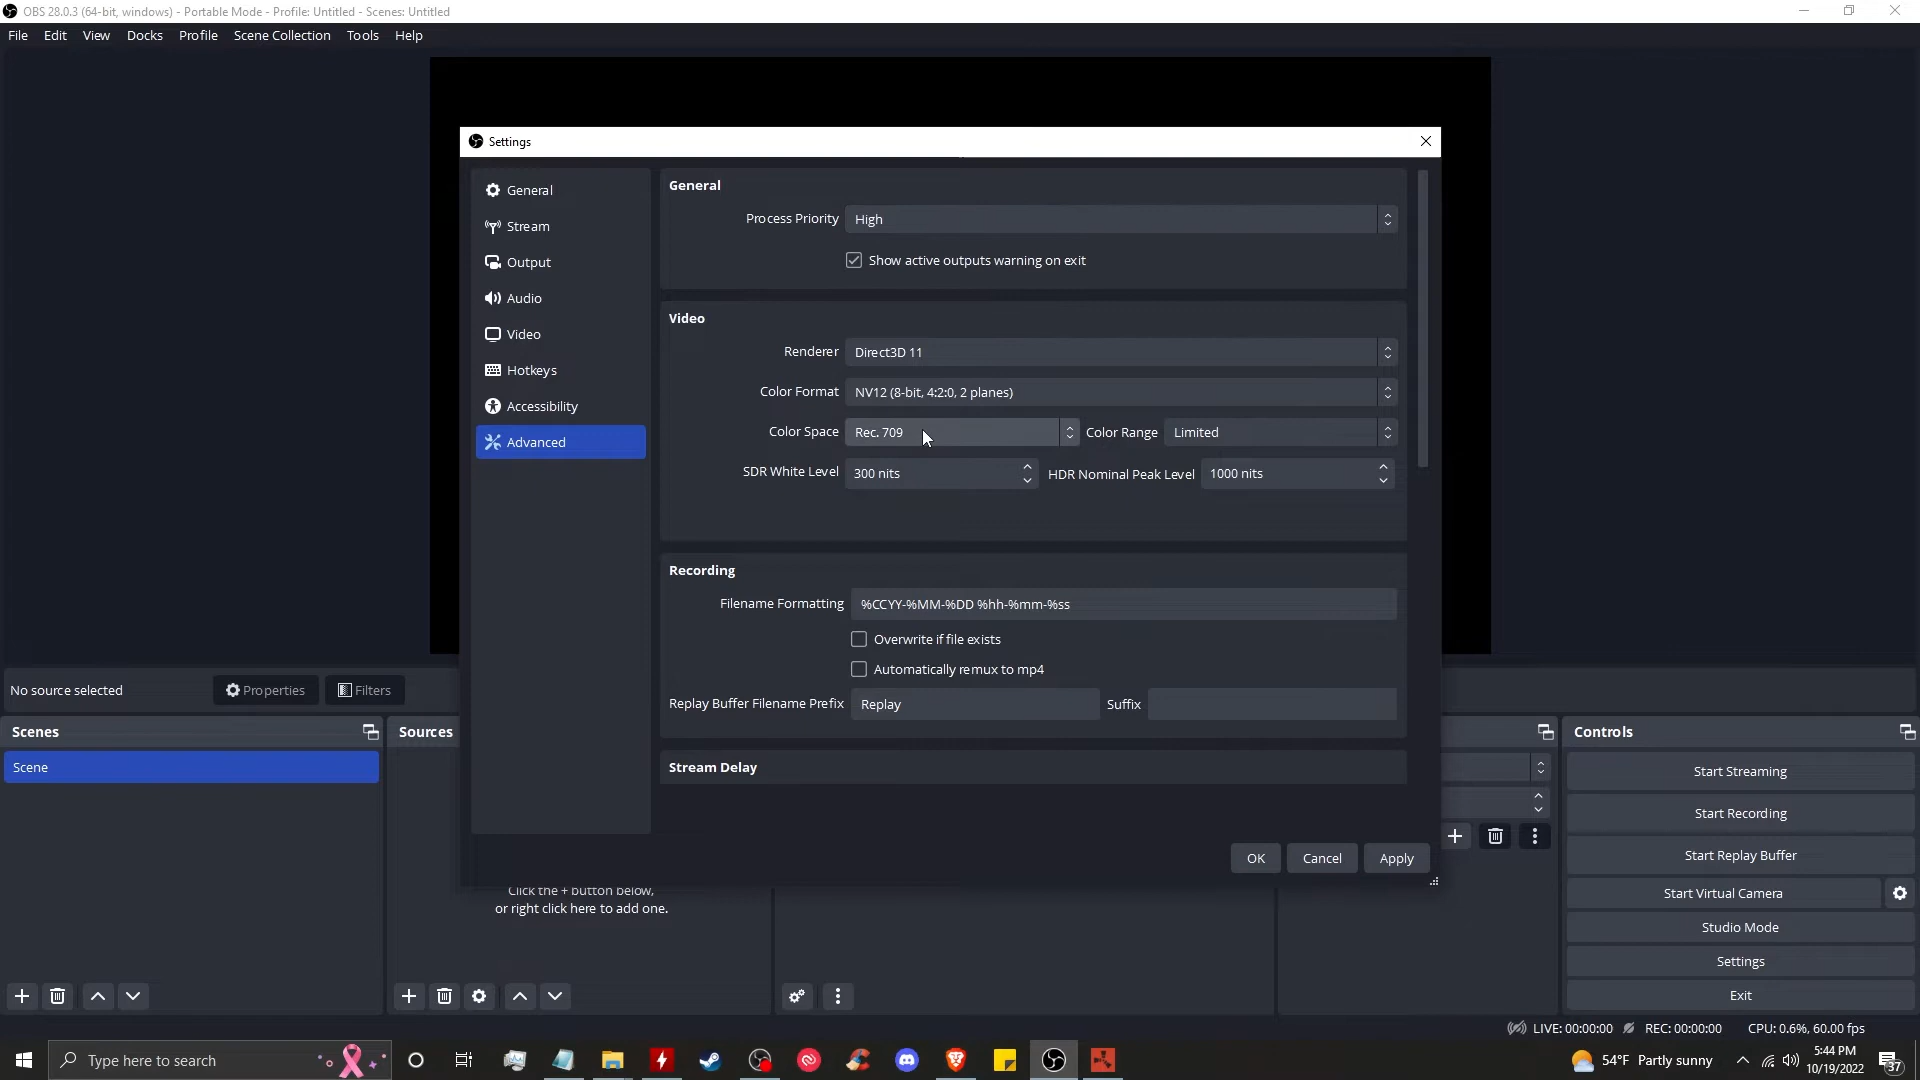 OBS 28.0.3 (64-bit, windows) - Portable Mode - Profile: Untitled - Scenes: Untitled
File Edit View Docks Profile Scene Collection Tools Help
Settings
General
Stream
Output
Audio
Video
Hotkeys
Accessibility
Advanced
General
Process Priority High
Show active outputs warning on exit
Video
Renderer Direct3D 11
Color Format NV12 (8-bit, 4:2:0, 2 planes)
Color Space Rec. 709 Color Range Limited
SDR White Level 300 nits HDR Nominal Peak Level 1000 nits
Recording
Filename Formatting %CCYY-%MM-%DD %hh-%mm-%ss
Overwrite if file exists
Automatically remux to mp4
Replay Buffer Filename Prefix Replay Suffix
Stream Delay
OK Cancel Apply
No source selected Properties Filters
Scenes
Scene
Sources
Click the + button below,
or right click here to add one.
Controls
Start Streaming
Start Recording
Start Replay Buffer
Start Virtual Camera
Studio Mode
Settings
Exit
LIVE: 00:00:00 REC: 00:00:00 CPU: 0.6%, 60.00 fps
Type here to search
54°F Partly sunny
5:44 PM
10/19/2022
37